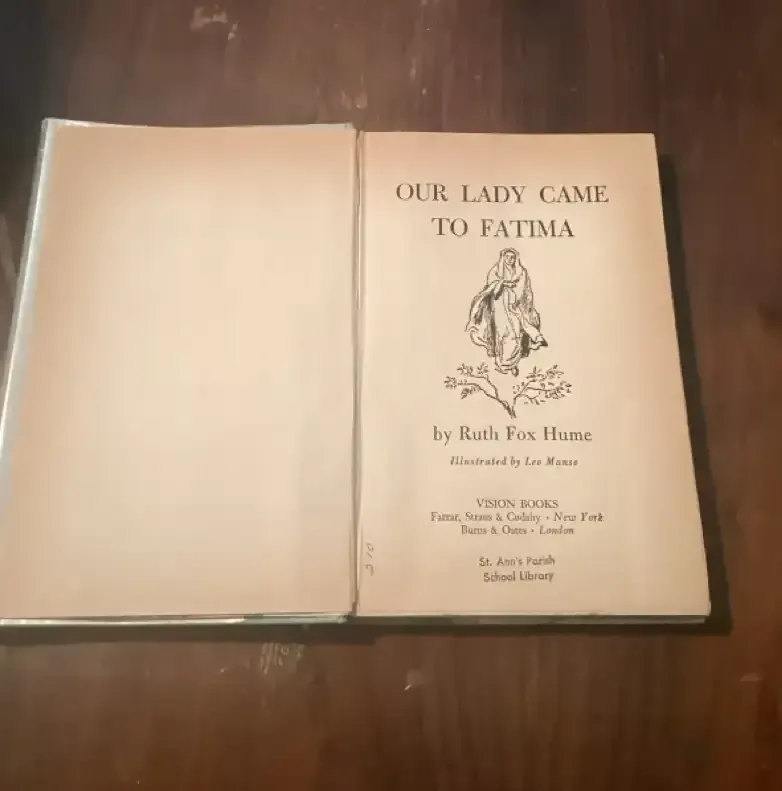 OUR LADY CAME
TO FATIMA
by Ruth Fox Hume
Illustrated by Leo Manso
VISION BOOKS
Farrar, Straus & Cudahy • New York
Burns & Oates • London
St. Ann's Parish
School Library